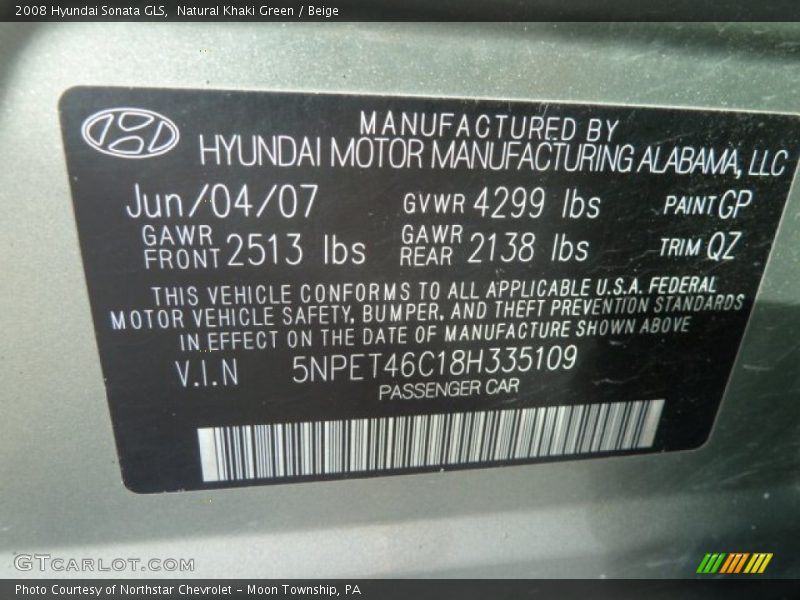 2008 Hyundai Sonata GLS,  Natural Khaki Green / Beige
MANUFACTURED BY
HYUNDAI MOTOR MANUFACTURING ALABAMA, LLC
Jun/04/07 GVWR 4299 lbs PAINT GP
GAWR FRONT 2513 lbs GAWR REAR 2138 lbs TRIM QZ
THIS VEHICLE CONFORMS TO ALL APPLICABLE U.S.A. FEDERAL
MOTOR VEHICLE SAFETY, BUMPER, AND THEFT PREVENTION STANDARDS
IN EFFECT ON THE DATE OF MANUFACTURE SHOWN ABOVE
V.I.N 5NPET46C18H335109
PASSENGER CAR
GTCARLOT.COM
Photo Courtesy of Northstar Chevrolet - Moon Township, PA